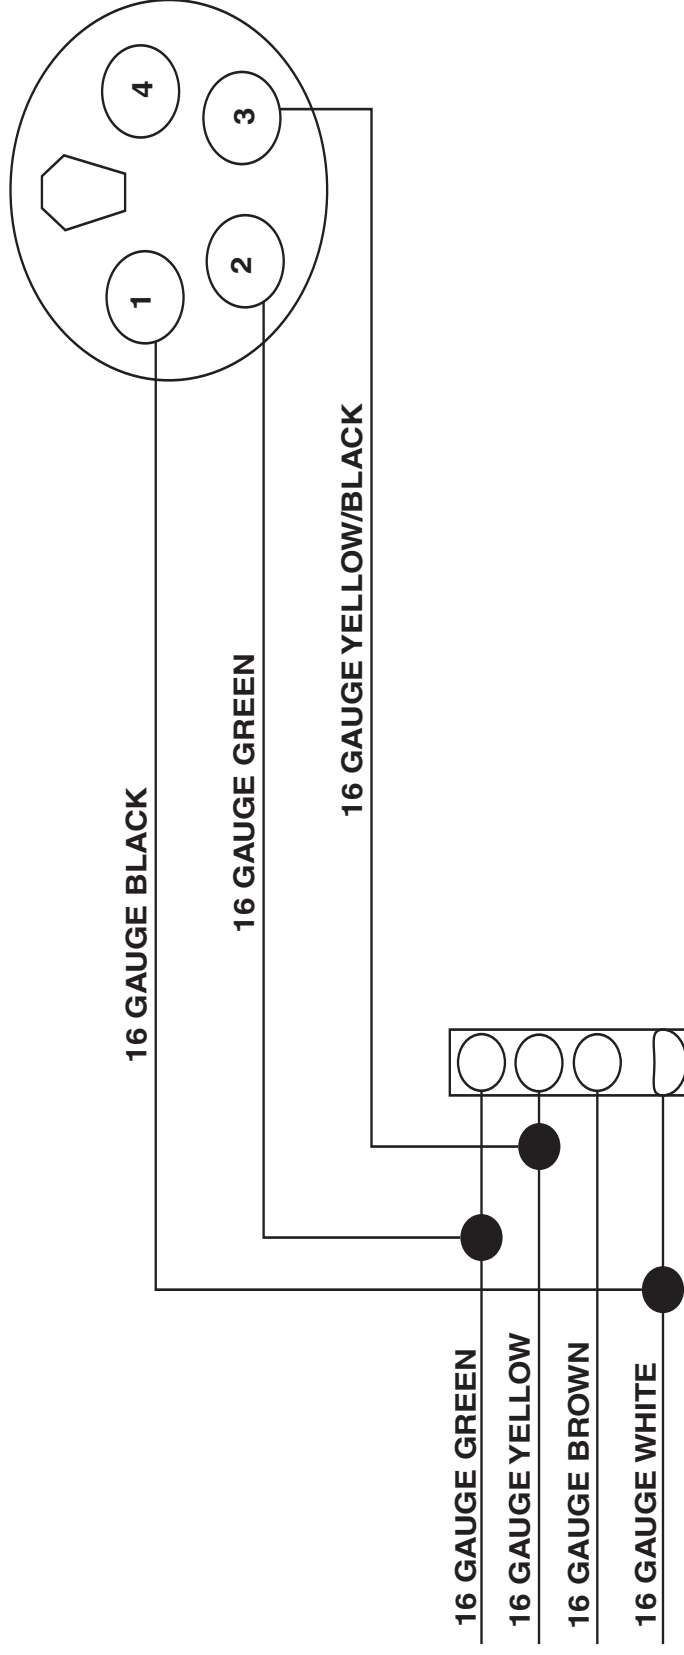 4
3
2
1
16 GAUGE BLACK
16 GAUGE GREEN
16 GAUGE YELLOW/BLACK
16 GAUGE GREEN
16 GAUGE YELLOW
16 GAUGE BROWN
16 GAUGE WHITE